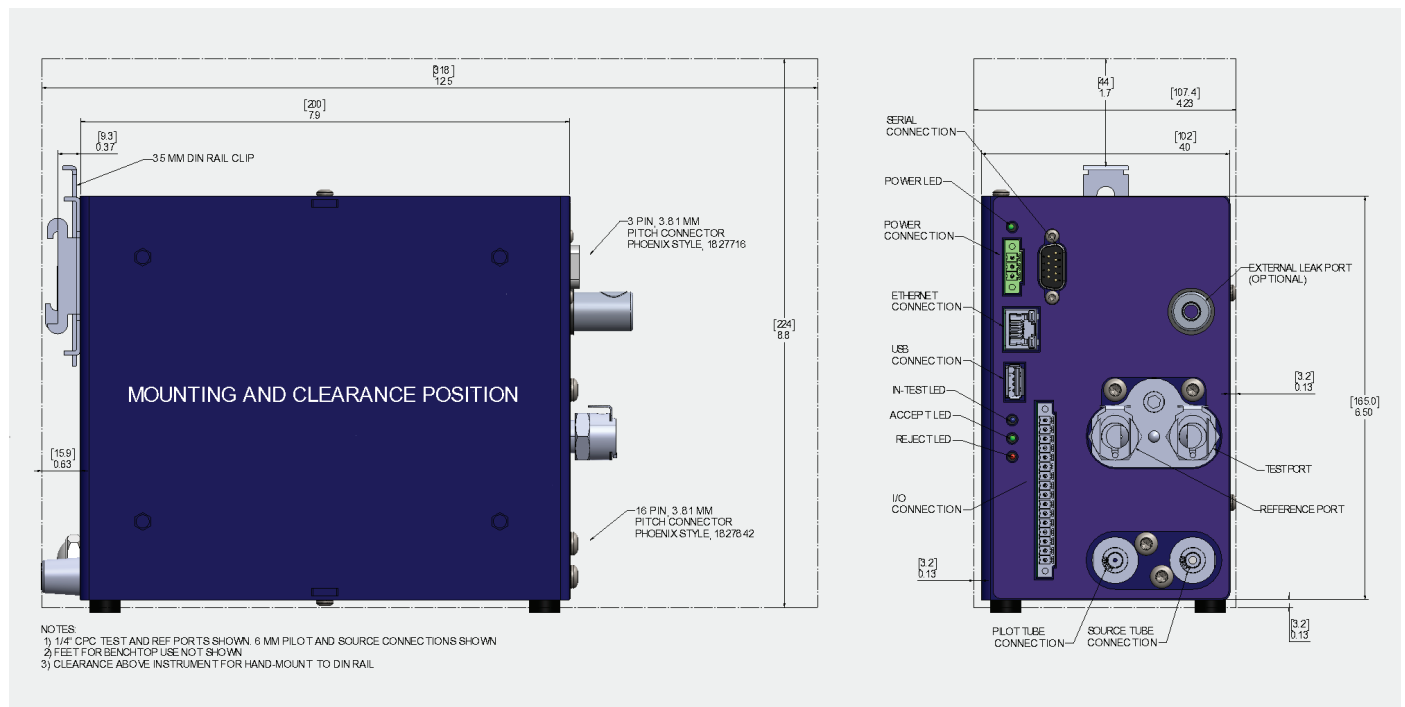 [318]
12.5
[200]
7.9
[9.3]
0.37
35 MM DIN RAIL CLIP
3 PIN, 3.81 MM
PITCH CONNECTOR
PHOENIX STYLE, 1827716
[224]
8.8
MOUNTING AND CLEARANCE POSITION
[15.9]
0.63
16 PIN, 3.81 MM
PITCH CONNECTOR
PHOENIX STYLE, 1827842
NOTES:
1) 1/4" CPC TEST AND REF PORTS SHOWN. 6 MM PILOT AND SOURCE CONNECTIONS SHOWN
2) FEET FOR BENCHTOP USE NOT SHOWN
3) CLEARANCE ABOVE INSTRUMENT FOR HAND-MOUNT TO DIN RAIL
[44]
1.7
[107.4]
4.23
[102]
4.0
SERIAL
CONNECTION
POWER LED
POWER
CONNECTION
EXTERNAL LEAK PORT
(OPTIONAL)
ETHERNET
CONNECTION
USB
CONNECTION
[3.2]
0.13
IN-TEST LED
[165.0]
6.50
ACCEPT LED
REJECT LED
TEST PORT
I/O
CONNECTION
REFERENCE PORT
[3.2]
0.13
PILOT TUBE
CONNECTION
SOURCE TUBE
CONNECTION
[3.2]
0.13